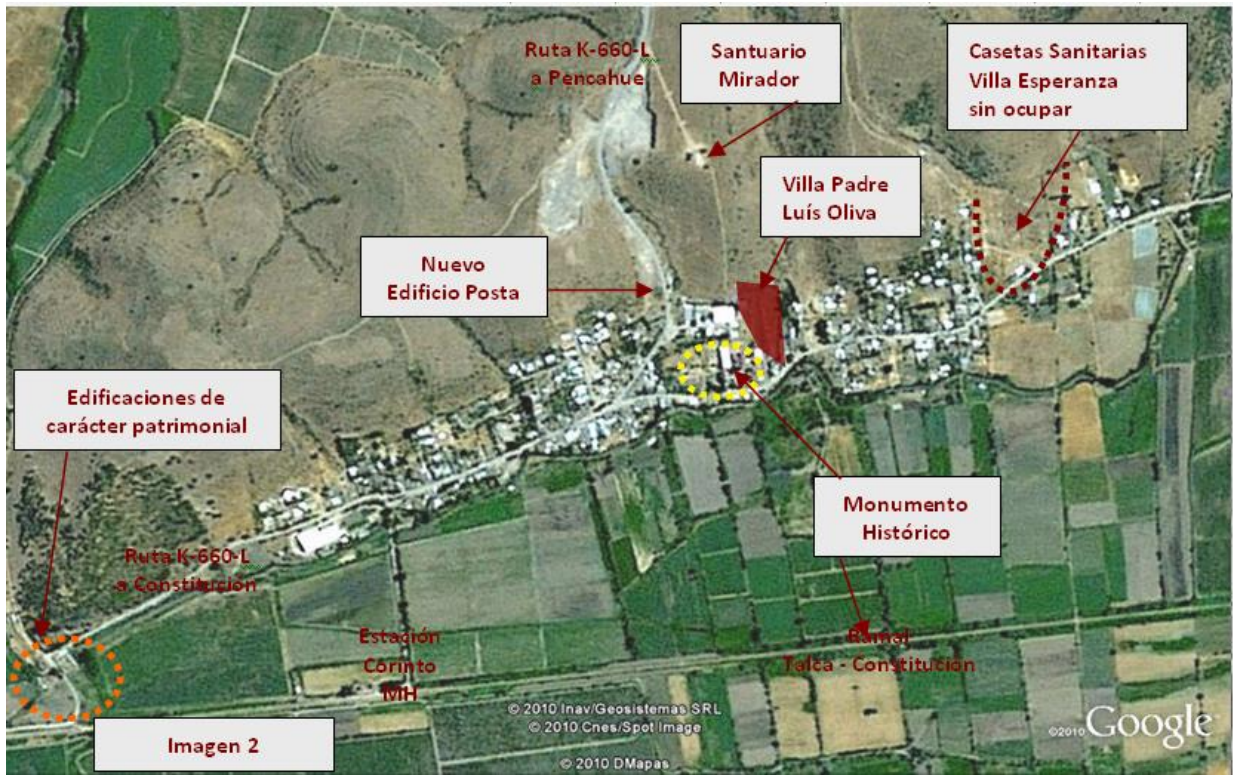 Ruta K-660-L
a Pencahue
Santuario
Mirador
Casetas Sanitarias
Villa Esperanza
sin ocupar
Villa Padre
Luís Oliva
Nuevo
Edificio Posta
Edificaciones de
carácter patrimonial
Monumento
Histórico
Ruta K-660-L
a Constitución
Estación
Corinto
MH
Ramal
Talca - Constitución
Imagen 2
© 2010 Inav/Geosistemas SRL
© 2010 Cnes/Spot Image
© 2010 DMapas
©2010 Google